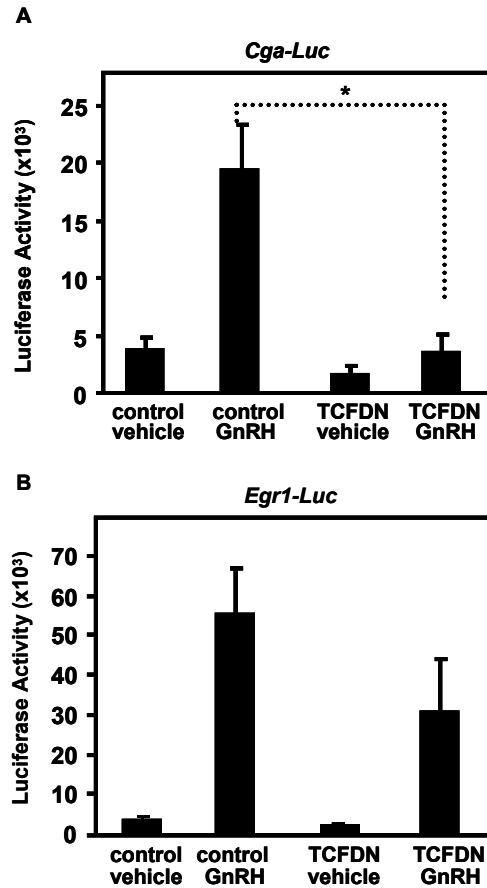 A
Cga-Luc
Luciferase Activity (x10³)
25
20
15
10
5
0
*
control vehicle
control GnRH
TCFDN vehicle
TCFDN GnRH
B
Egr1-Luc
Luciferase Activity (x10³)
70
60
50
40
30
20
10
0
control vehicle
control GnRH
TCFDN vehicle
TCFDN GnRH